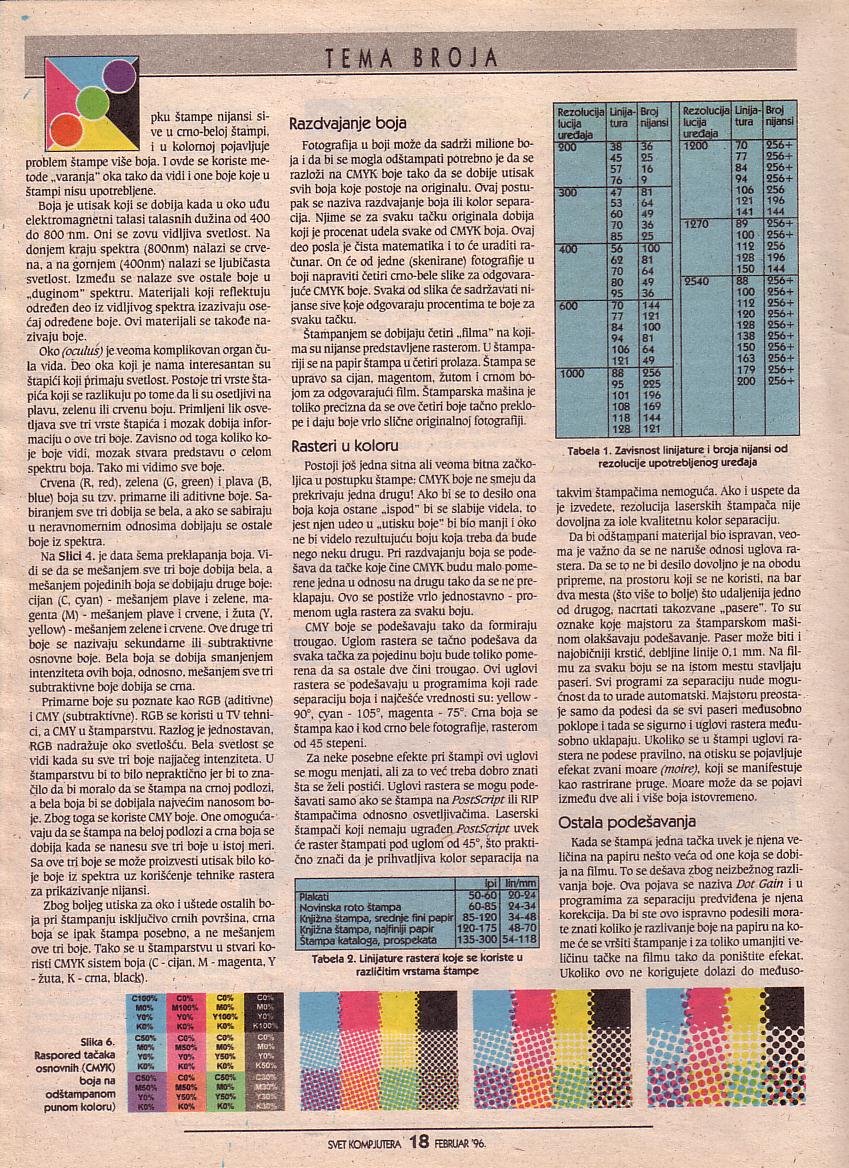 TEMA BROJA
pku štampe nijansi si-
ve u crno-beloj štampi,
i u kolornoj pojavljuje
problem štampe više boja. I ovde se koriste me-
tode „varanja" oka tako da vidi i one boje koje u
štampi nisu upotrebljene.
Boja je utisak koji se dobija kada u oko uđu
elektromagnetni talasi talasnih dužina od 400
do 800 nm. Oni se zovu vidljiva svetlost. Na
donjem kraju spektra (800nm) nalazi se crve-
na, a na gornjem (400nm) nalazi se ljubičasta
svetlost. Između se nalaze sve ostale boje u
„duginom" spektru. Materijali koji reflektuju
određen deo iz vidljivog spektra izazivaju ose-
ćaj određene boje. Ovi materijali se takođe na-
zivaju boje.
Oko (oculus) je veoma komplikovan organ ču-
la vida. Deo oka koji je nama interesantan su
štapići koji primaju svetlost. Postoje tri vrste šta-
pića koji se razlikuju po tome da li su osetljivi na
plavu, zelenu ili crvenu boju. Primljeni lik osve-
tljava sve tri vrste štapića i mozak dobija infor-
maciju o ove tri boje. Zavisno od toga koliko ko-
je boje vidi, mozak stvara predstavu o celom
spektru boja. Tako mi vidimo sve boje.
Crvena (R, red), zelena (G, green) i plava (B,
blue) boja su tzv. primarne ili aditivne boje. Sa-
biranjem sve tri dobija se bela, a ako se sabiraju
u neravnomernim odnosima dobijaju se ostale
boje iz spektra.
Na Slici 4. je data šema preklapanja boja. Vi-
di se da se mešanjem sve tri boje dobija bela, a
mešanjem pojedinih boja se dobijaju druge boje:
cijan (C, cyan) - mešanjem plave i zelene, ma-
genta (M) - mešanjem plave i crvene, i žuta (Y,
yellow) - mešanjem zelene i crvene. Ove druge tri
boje se nazivaju sekundarne ili subtraktivne
osnovne boje. Bela boja se dobija smanjenjem
intenziteta ovih boja, odnosno, mešanjem sve tri
subtraktivne boje dobija se crna.
Primarne boje su poznate kao RGB (aditivne)
i CMY (subtraktivne). RGB se koristi u TV tehni-
ci, a CMY u štamparstvu. Razlog je jednostavan,
RGB nadražuje oko svetlošću. Bela svetlost se
vidi kada su sve tri boje najjačeg inteniteta. U
štamparstvu bi to bilo nepraktično jer bi to zna-
čilo da bi moralo da se štampa na crnoj podlozi,
a bela boja bi se dobijala najvećim nanosom bo-
je. Zbog toga se koriste CMY boje. One omoguća-
vaju da se štampa na beloj podlozi a crna boja se
dobija kada se nanesu sve tri boje u istoj meri.
Sa ove tri boje se može proizvesti utisak bilo ko-
je boje iz spektra uz korišćenje tehnike rastera
za prikazivanje nijansi.
Zbog boljeg utiska za oko i uštede ostalih bo-
ja pri štampanju isključivo crnih površina, crna
boja se ipak štampa posebno, a ne mešanjem
ove tri boje. Tako se u štamparstvu u stvari ko-
risti CMYK sistem boja (C - cijan, M - magenta, Y
- žuta, K - crna, black).
Razdvajanje boja
Fotografija u boji može da sadrži milione bo-
ja i da bi se mogla odštampati potrebno je da se
razloži na CMYK boje tako da se dobije utisak
svih boja koje postoje na originalu. Ovaj postu-
pak se naziva razdvajanje boja ili kolor separa-
cija. Njime se za svaku tačku originala dobija
koji je procenat udela svake od CMYK boja. Ovaj
deo posla je čista matematika i to će uraditi ra-
čunar. On će od jedne (skenirane) fotografije u
boji napraviti četiri crno-bele slike za odgovara-
juće CMYK boje. Svaka od slika će sadržavati ni-
janse sive koje odgovaraju procentima te boje za
svaku tačku.
Štampanjem se dobijaju četiri „filma" na koji-
ma su nijanse predstavljene rasterom. U štampa-
riji se na papir štampa u četiri prolaza. Štampa se
upravo sa cijan, magentom, žutom i crnom bo-
jom za odgovarajući film. Štamparska mašina je
toliko precizna da se ove četiri boje tačno preklo-
pe i daju boje vrlo slične originalnoj fotografiji.
Rasteri u koloru
Postoji još jedna sitna ali veoma bitna začko-
ljica u postupku štampe: CMYK boje ne smeju da
prekrivaju jedna drugu! Ako bi se to desilo ona
boja koja ostane „ispod" bi se slabije videla, to
jest njen udeo u „utisku boje" bi bio manji i oko
ne bi videlo rezultujuću boju koja treba da bude
nego neku drugu. Pri razdvajanju boja se pode-
šava da tačke koje čine CMYK budu malo pome-
rene jedna u odnosu na drugu tako da se ne pre-
klapaju. Ovo se postiže vrlo jednostavno - pro-
menom ugla rastera za svaku boju.
CMY boje se podešavaju tako da formiraju
trougao. Uglom rastera se tačno podešava da
svaka tačka za pojedinu boju bude toliko pome-
rena da sa ostale dve čini trougao. Ovi uglovi
rastera se podešavaju u programima koji rade
separaciju boja i najčešće vrednosti su: yellow -
90°, cyan - 105°, magenta - 75°. Crna boja se
štampa kao i kod crno bele fotografije, rasterom
od 45 stepeni.
Za neke posebne efekte pri štampi ovi uglovi
se mogu menjati, ali za to već treba dobro znati
šta se želi postići. Uglovi rastera se mogu pode-
šavati samo ako se štampa na PostScript ili RIP
štampačima odnosno osvetljivačima. Laserski
štampači koji nemaju ugrađen PostScript uvek
će raster štampati pod uglom od 45°, što prakti-
čno znači da je prihvatljiva kolor separacija na
lpi lin/mm
Plakati 50-60 20-24
Novinska roto štampa 60-85 24-34
Knjižna štampa, srednje fini papir 85-120 34-48
Knjižna štampa, najfiniji papir 120-175 48-70
Štampa kataloga, prospekata 135-300 54-118
Tabela 2. Linijature rastera koje se koriste u
različitim vrstama štampe
Rezolucija Linija- Broj
lucija tura nijansi
uređaja
200 38 36
45 25
57 16
76 9
300 47 81
53 64
60 49
70 36
85 25
400 56 100
62 81
70 64
80 49
95 36
600 70 144
77 121
84 100
94 81
106 64
121 49
1000 88 256
95 225
101 196
108 169
118 144
128 121
Rezolucija Linija- Broj
lucija tura nijansi
uređaja
1200 70 256+
77 256+
84 256+
94 256+
106 256
121 196
141 144
1270 89 256+
100 256+
112 256
128 196
150 144
2540 88 256+
100 256+
112 256+
120 256+
128 256+
138 256+
150 256+
163 256+
179 256+
200 256+
Tabela 1. Zavisnost linijature i broja nijansi od
rezolucije upotrebljenog uređaja
takvim štampačima nemoguća. Ako i uspete da
je izvedete, rezolucija laserskih štampača nije
dovoljna za iole kvalitetnu kolor separaciju.
Da bi odštampani materijal bio ispravan, veo-
ma je važno da se ne naruše odnosi uglova ra-
stera. Da se to ne bi desilo dovoljno je na obodu
pripreme, na prostoru koji se ne koristi, na bar
dva mesta (što više to bolje) što udaljenija jedno
od drugog, nacrtati takozvane „pasere". To su
oznake koje majstoru za štamparskom maši-
nom olakšavaju podešavanje. Paser može biti i
najobičniji krstić, debljine linije 0,1 mm. Na fil-
mu za svaku boju se na istom mestu stavljaju
paseri. Svi programi za separaciju nude mogu-
ćnost da to urade automatski. Majstoru preosta-
je samo da podesi da se svi paseri međusobno
poklope i tada se sigurno i uglovi rastera među-
sobno uklapaju. Ukoliko se u štampi uglovi ra-
stera ne podese pravilno, na otisku se pojavljuje
efekat zvani moare (moire), koji se manifestuje
kao rastrirane pruge. Moare može da se pojavi
između dve ali i više boja istovremeno.
Ostala podešavanja
Kada se štampa jedna tačka uvek je njena ve-
ličina na papiru nešto veća od one koja se dobi-
ja na filmu. To se dešava zbog neizbežnog razli-
vanja boje. Ova pojava se naziva Dot Gain i u
programima za separaciju predviđena je njena
korekcija. Da bi ste ovo ispravno podesili mora-
te znati koliko je razlivanje boje na papiru na ko-
me će se vršiti štampanje i za toliko umanjiti ve-
ličinu tačke na filmu tako da poništite efekat.
Ukoliko ovo ne korigujete dolazi do međuso-
Slika 6.
Raspored tačaka
osnovnih (CMYK)
boja na
odštampanom
punom koloru)
C100% C0% C0% C0%
M0% M100% M0% M0%
Y0% Y0% Y100% Y0%
K0% K0% K0% K100%
C50% C0% C0% C0%
M0% M50% M0% M0%
Y0% Y0% Y50% Y0%
K0% K0% K0% K50%
C50% C0% C50% C30%
M50% M50% M0% M30%
Y0% Y50% Y50% Y30%
K0% K0% K0% K30%
SVET KOMPJUTERA 18 FEBRUAR '96.